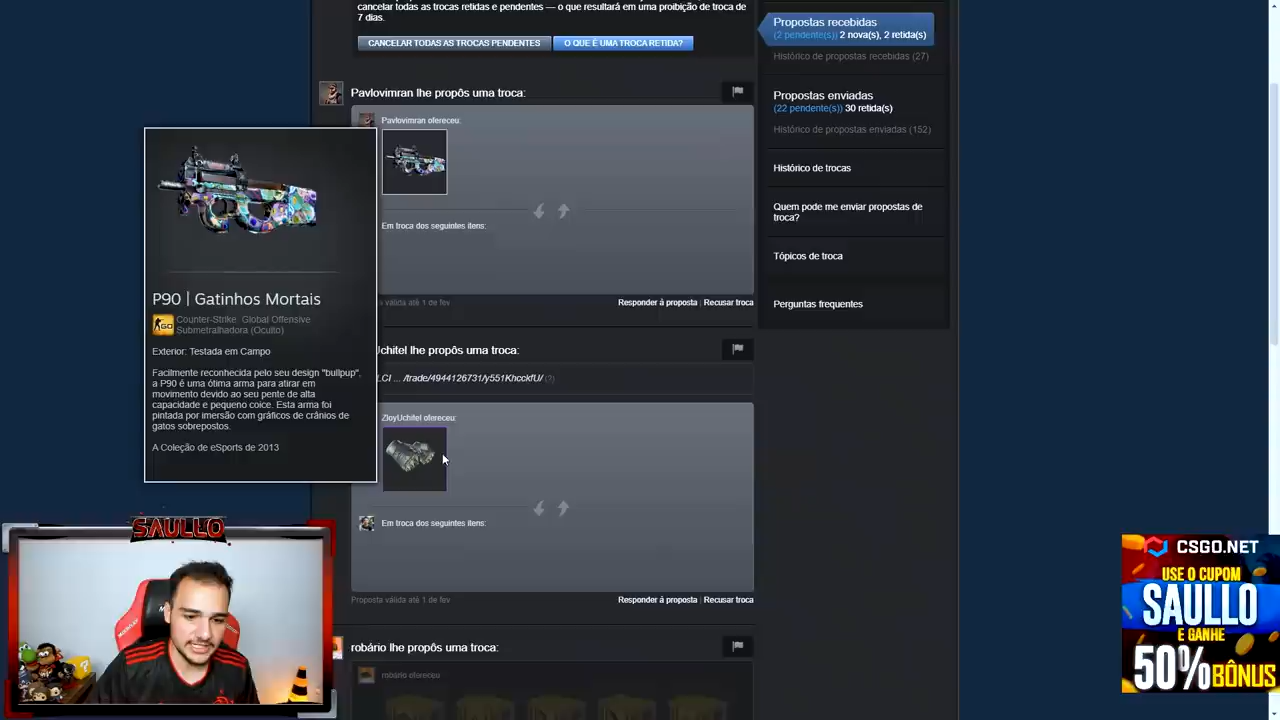 cancelar todas as trocas retidas e pendentes — o que resultará em uma proibição de troca de
7 dias.
CANCELAR TODAS AS TROCAS PENDENTES
O QUE É UMA TROCA RETIDA?
Propostas recebidas
(2 pendente(s)) 2 nova(s), 2 retida(s)
Histórico de propostas recebidas (27)
Propostas enviadas
(22 pendente(s)) 30 retida(s)
Histórico de propostas enviadas (152)
Histórico de trocas
Quem pode me enviar propostas de
troca?
Tópicos de troca
Perguntas frequentes
Pavlovimran lhe propôs uma troca:
Pavlovimran ofereceu:
Em troca dos seguintes itens:
válida até 1 de fev
Responder à proposta | Recusar troca
P90 | Gatinhos Mortais
Counter-Strike: Global Offensive
Submetralhadora (Oculto)
Exterior: Testada em Campo
Facilmente reconhecida pelo seu design "bullpup",
a P90 é uma ótima arma para atirar em
movimento devido ao seu pente de alta
capacidade e pequeno coice. Esta arma foi
pintada por imersão com gráficos de crânios de
gatos sobrepostos.
A Coleção de eSports de 2013
Uchitel lhe propôs uma troca:
LCI ... /trade/4944126731/y551KhcckfU/ (?)
ZloyUchitel ofereceu:
Em troca dos seguintes itens:
Proposta válida até 1 de fev
Responder à proposta | Recusar troca
robário lhe propôs uma troca:
robário ofereceu
SAULLO
CSGO.NET
USE O CUPOM
SAULLO
E GANHE
50% BÔNUS